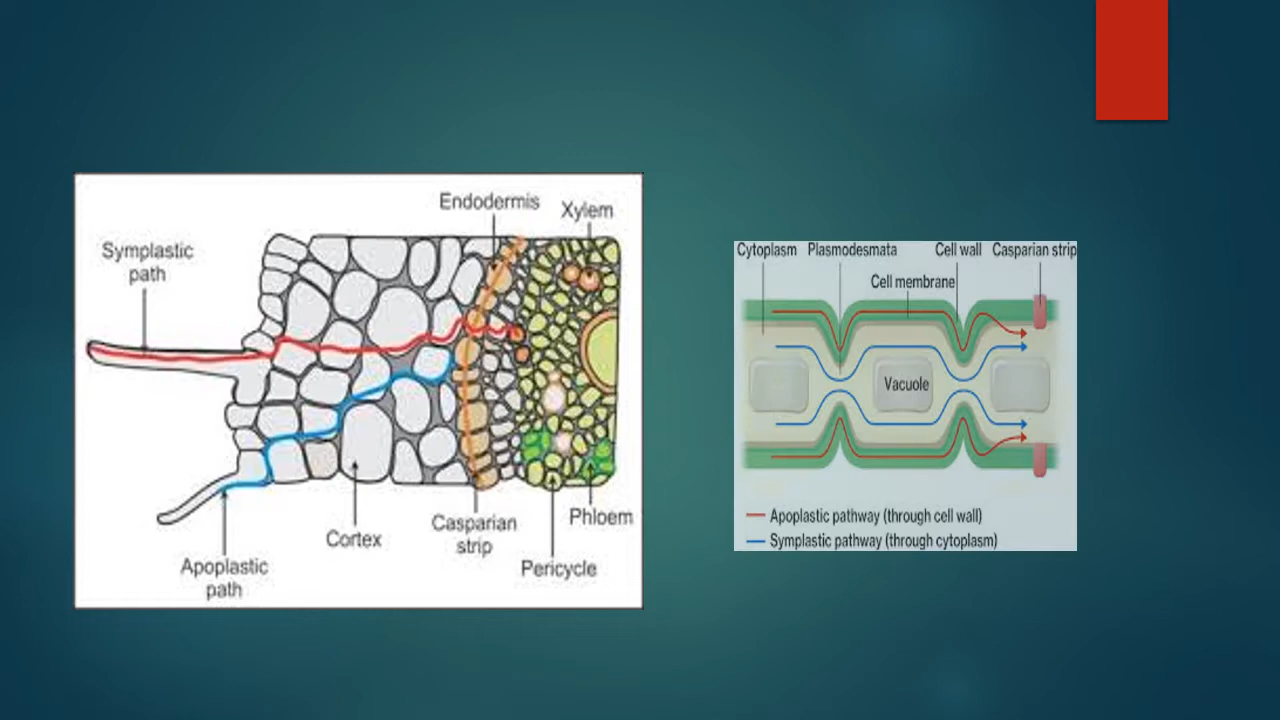 Endodermis
Xylem
Symplastic
path
Cortex
Casparian
strip
Phloem
Pericycle
Apoplastic
path
Cytoplasm Plasmodesmata Cell wall Casparian strip
Cell membrane
Vacuole
Apoplastic pathway (through cell wall)
Symplastic pathway (through cytoplasm)